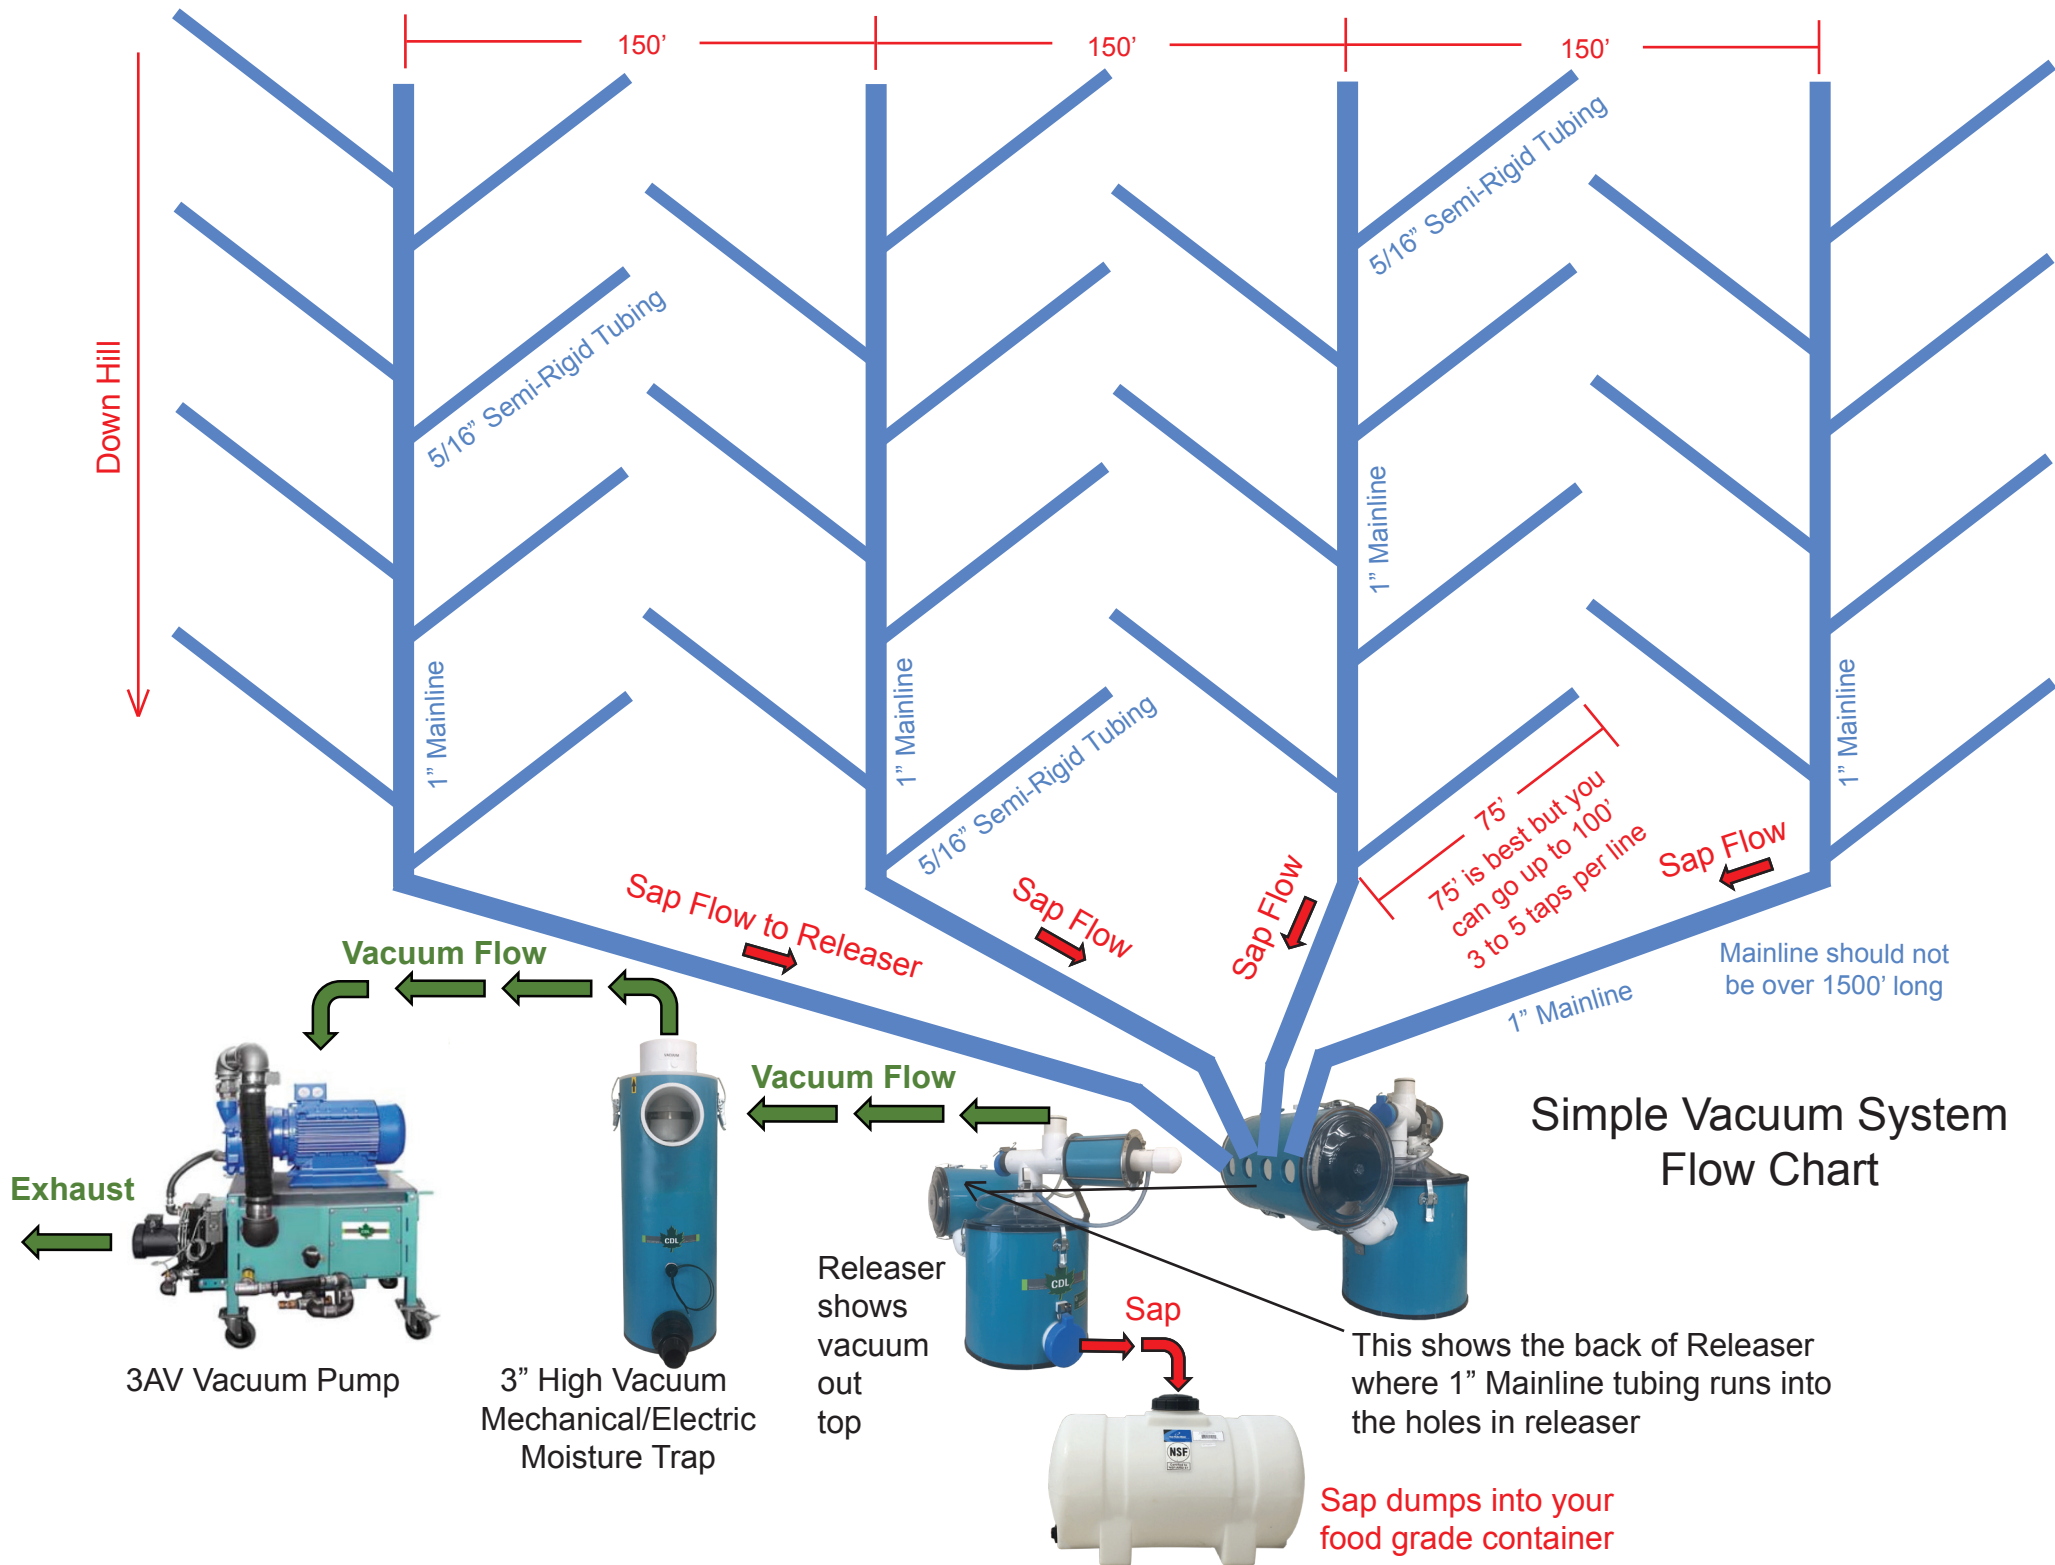 150’
150’
150’
Down Hill
5/16” Semi-Rigid Tubing
5/16” Semi-Rigid Tubing
5/16” Semi-Rigid Tubing
1” Mainline
1” Mainline
1” Mainline
1” Mainline
75’
75’ is best but you
can go up to 100’
3 to 5 taps per line
Sap Flow to Releaser
Sap Flow
Sap Flow
Sap Flow
1” Mainline
Mainline should not
be over 1500’ long
Vacuum Flow
Vacuum Flow
Exhaust
Simple Vacuum System
Flow Chart
CDL
CDL
3AV Vacuum Pump
3” High Vacuum
Mechanical/Electric
Moisture Trap
Releaser
shows
vacuum
out
top
Sap
This shows the back of Releaser
where 1” Mainline tubing runs into
the holes in releaser
NSF
Sap dumps into your
food grade container